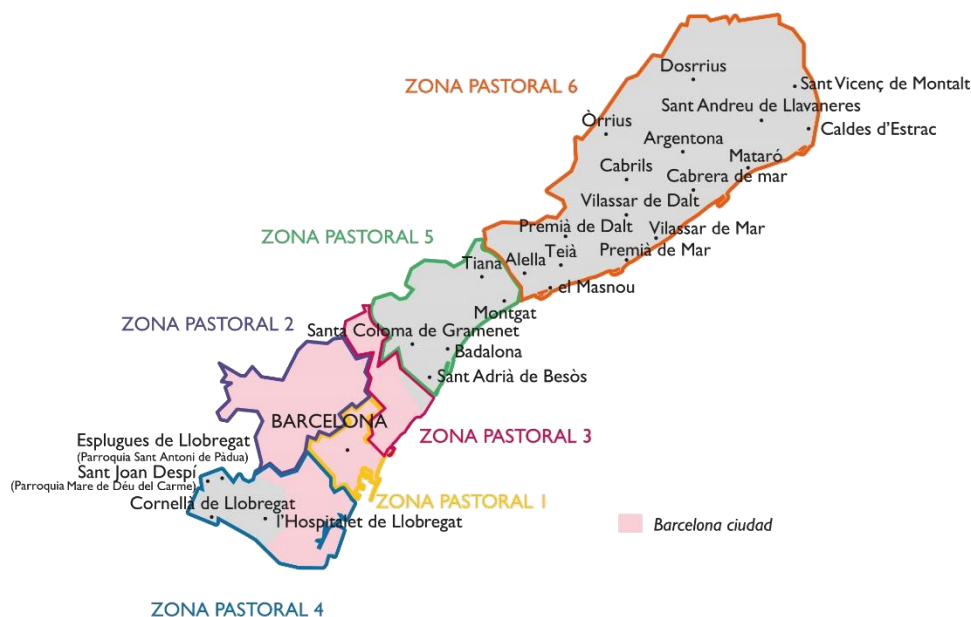 Dosrrius
ZONA PASTORAL 6
Sant Vicenç de Montalt
Sant Andreu de Llavaneres
Òrrius
Caldes d'Estrac
Argentona
Mataró
Cabrils
Cabrera de mar
Vilassar de Dalt
Premià de Dalt
Vilassar de Mar
ZONA PASTORAL 5
Teià
Premià de Mar
Tiana
Alella
el Masnou
Montgat
ZONA PASTORAL 2
Santa Coloma de Gramenet
Badalona
Sant Adrià de Besòs
BARCELONA
ZONA PASTORAL 3
Esplugues de Llobregat
(Parroquia Sant Antoni de Pàdua)
Sant Joan Despí
(Parroquia Mare de Déu del Carme)
ZONA PASTORAL 1
Cornellà de Llobregat
l'Hospitalet de Llobregat
Barcelona ciudad
ZONA PASTORAL 4